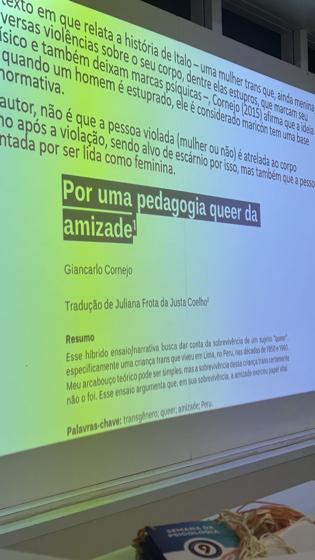 texto em que relata a história de Italo – uma mulher trans que, ainda menina
versas violências sobre o seu corpo, dentre elas estupros, que marcam seu
ísico e também deixam marcas psíquicas –, Cornejo (2015) afirma que a ideia
quando um homem é estuprado, ele é considerado maricón tem uma base
normativa.
autor, não é que a pessoa violada (mulher ou não) é atrelada ao corpo
no após a violação, sendo alvo de escárnio por isso, mas também que a pesso
ntada por ser lida como feminina.
Por uma pedagogia queer da
amizade¹
Giancarlo Cornejo
Tradução de Juliana Frota da Justa Coelho²
Resumo
Esse híbrido ensaio/narrativa busca dar conta da sobrevivência de um sujeito "queer",
especificamente uma criança trans que viveu em Lima, no Peru, nas décadas de 1950 e 1960.
Meu arcabouço teórico pode ser simples, mas a sobrevivência dessa criança trans certamente
não o foi. Esse ensaio argumenta que, em sua sobrevivência, a amizade exerceu papel vital.
Palavras-chave: transgênero; queer; amizade; Peru.
SEMANA DA
PSICOLOGIA